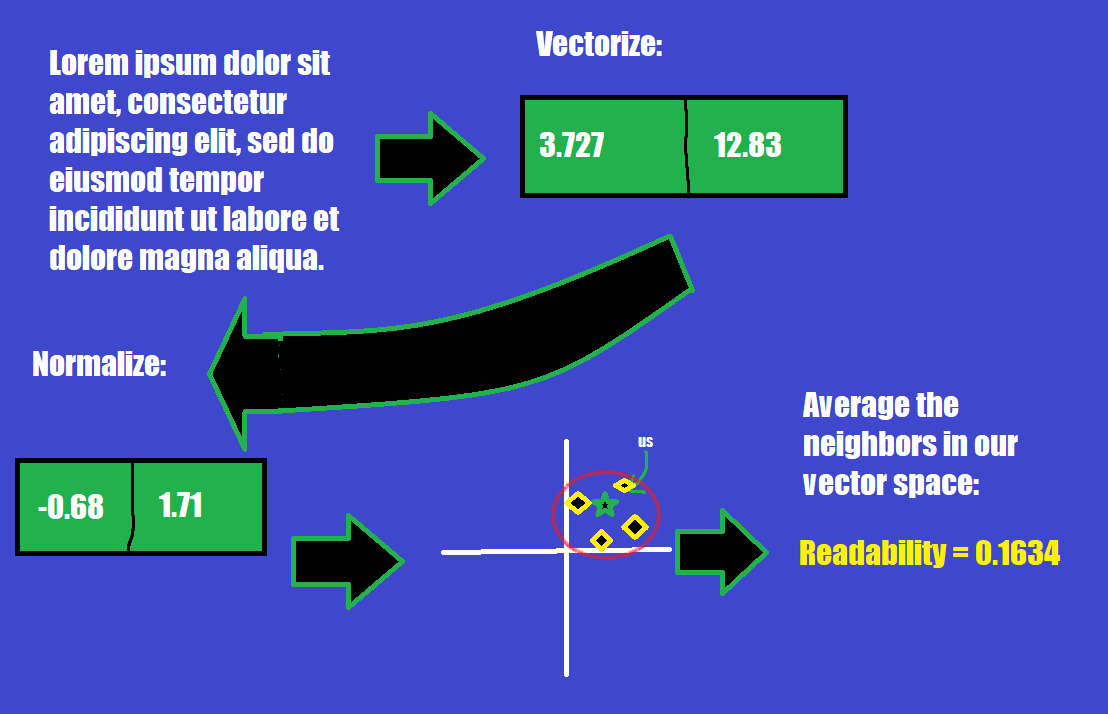 Lorem ipsum dolor sit
amet, consectetur
adipiscing elit, sed do
eiusmod tempor
incididunt ut labore et
dolore magna aliqua.
Vectorize:
3.727 12.83
Normalize:
-0.68 1.71
us
Average the
neighbors in our
vector space:
Readability = 0.1634